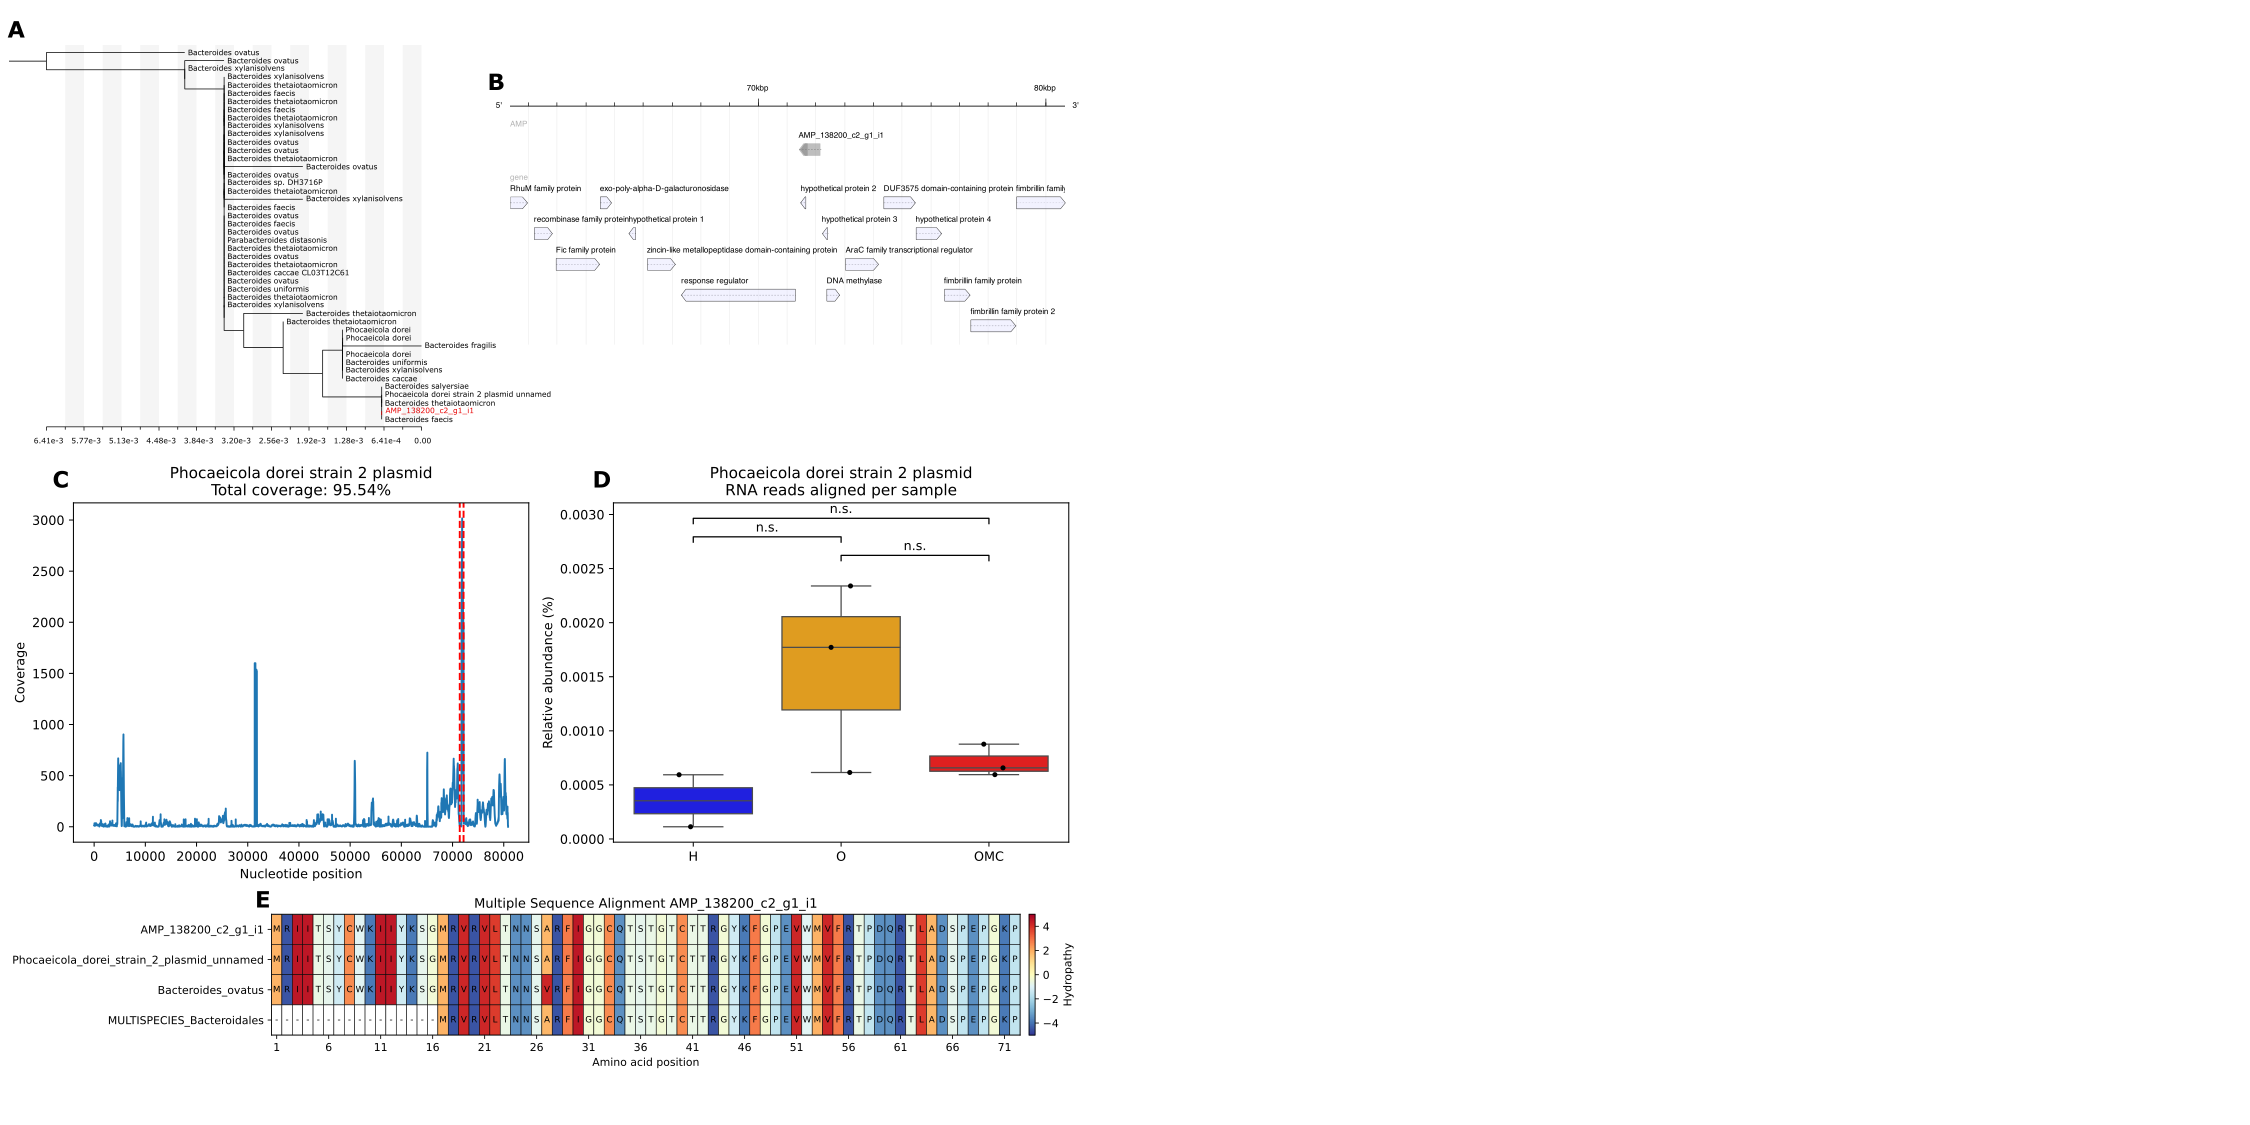 A
Bacteroides ovatus
Bacteroides ovatus
Bacteroides xylanisolvens
Bacteroides xylanisolvens
Bacteroides thetaiotaomicron
Bacteroides faecis
Bacteroides thetaiotaomicron
Bacteroides faecis
Bacteroides thetaiotaomicron
Bacteroides xylanisolvens
Bacteroides xylanisolvens
Bacteroides ovatus
Bacteroides ovatus
Bacteroides thetaiotaomicron
Bacteroides ovatus
Bacteroides ovatus
Bacteroides sp. DH3716P
Bacteroides thetaiotaomicron
Bacteroides xylanisolvens
Bacteroides faecis
Bacteroides ovatus
Bacteroides faecis
Bacteroides ovatus
Parabacteroides distasonis
Bacteroides thetaiotaomicron
Bacteroides ovatus
Bacteroides thetaiotaomicron
Bacteroides caccae CL03T12C61
Bacteroides ovatus
Bacteroides uniformis
Bacteroides thetaiotaomicron
Bacteroides xylanisolvens
Bacteroides thetaiotaomicron
Bacteroides thetaiotaomicron
Phocaeicola dorei
Phocaeicola dorei
Bacteroides fragilis
Phocaeicola dorei
Bacteroides uniformis
Bacteroides xylanisolvens
Bacteroides caccae
Bacteroides salyersiae
Phocaeicola dorei strain 2 plasmid unnamed
Bacteroides thetaiotaomicron
AMP_138200_c2_g1_i1
Bacteroides faecis
6.41e-3 5.77e-3 5.13e-3 4.48e-3 3.84e-3 3.20e-3 2.56e-3 1.92e-3 1.28e-3 6.41e-4 0.00
B
70kbp 80kbp
5' 3'
AMP
AMP_138200_c2_g1_i1
gene
RhuM family protein exo-poly-alpha-D-galacturonosidase hypothetical protein 2 DUF3575 domain-containing protein fimbrillin family
recombinase family protein hypothetical protein 1 hypothetical protein 3 hypothetical protein 4
Fic family protein zincin-like metallopeptidase domain-containing protein AraC family transcriptional regulator
response regulator DNA methylase fimbrillin family protein
fimbrillin family protein 2
C
Phocaeicola dorei strain 2 plasmid
Total coverage: 95.54%
3000
2500
2000
1500
1000
500
0
Coverage
0 10000 20000 30000 40000 50000 60000 70000 80000
Nucleotide position
D
Phocaeicola dorei strain 2 plasmid
RNA reads aligned per sample
n.s.
n.s.
n.s.
0.0030
0.0025
0.0020
0.0015
0.0010
0.0005
0.0000
Relative abundance (%)
H O OMC
E
Multiple Sequence Alignment AMP_138200_c2_g1_i1
AMP_138200_c2_g1_i1 M R I I T S Y C W K I I Y K S G M R V R V L T N N S A R F I G G C Q T S T G T C T T R G Y K F G P E V W M V F R T P D Q R T L A D S P E P G K P
Phocaeicola_dorei_strain_2_plasmid_unnamed M R I I T S Y C W K I I Y K S G M R V R V L T N N S A R F I G G C Q T S T G T C T T R G Y K F G P E V W M V F R T P D Q R T L A D S P E P G K P
Bacteroides_ovatus M R I I T S Y C W K I I Y K S G M R V R V L T N N S V R F I G G C Q T S T G T C T T R G Y K F G P E V W M V F R T P D Q R T L A D S P E P G K P
MULTISPECIES_Bacteroidales - - - - - - - - - - - - - - - - M R V R V L T N N S A R F I G G C Q T S T G T C T T R G Y K F G P E V W M V F R T P D Q R T L A D S P E P G K P
1 6 11 16 21 26 31 36 41 46 51 56 61 66 71
Amino acid position
4
2
0
−2
−4
Hydropathy